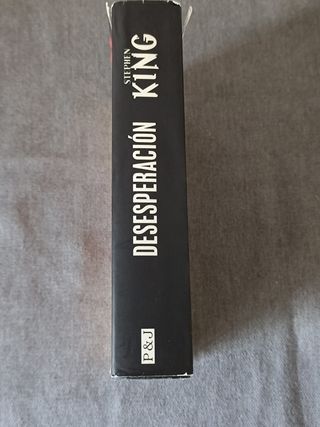 STEPHEN
KING
DESESPERACIÓN
P&J